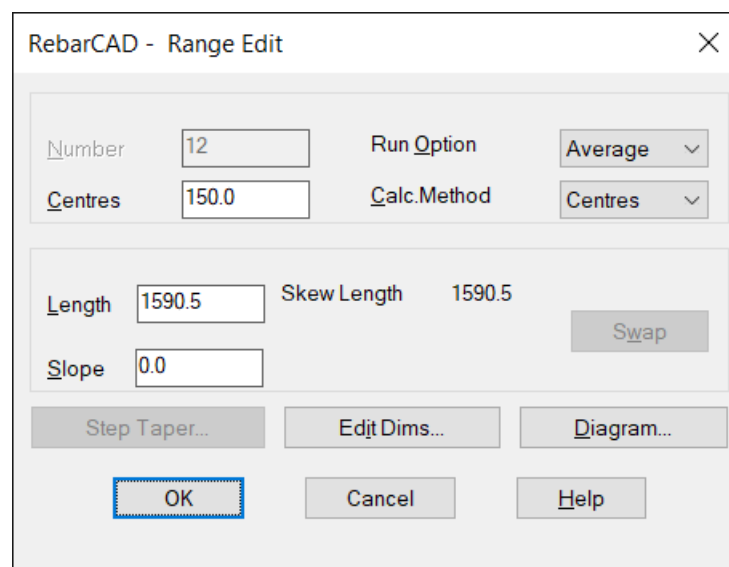 RebarCAD - Range Edit
Number 12 Run Option Average
Centres 150.0 Calc.Method Centres
Length 1590.5 Skew Length 1590.5
Swap
Slope 0.0
Step Taper... Edit Dims... Diagram...
OK Cancel Help